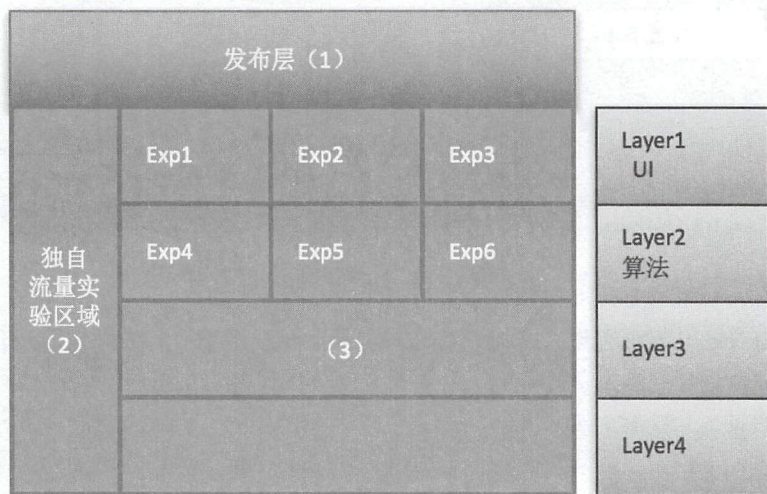 发布层（1）
Exp1
Exp2
Exp3
Layer1
UI
Exp4
Exp5
Exp6
Layer2
算法
独自
流量实
验区域
（2）
（3）
Layer3
Layer4